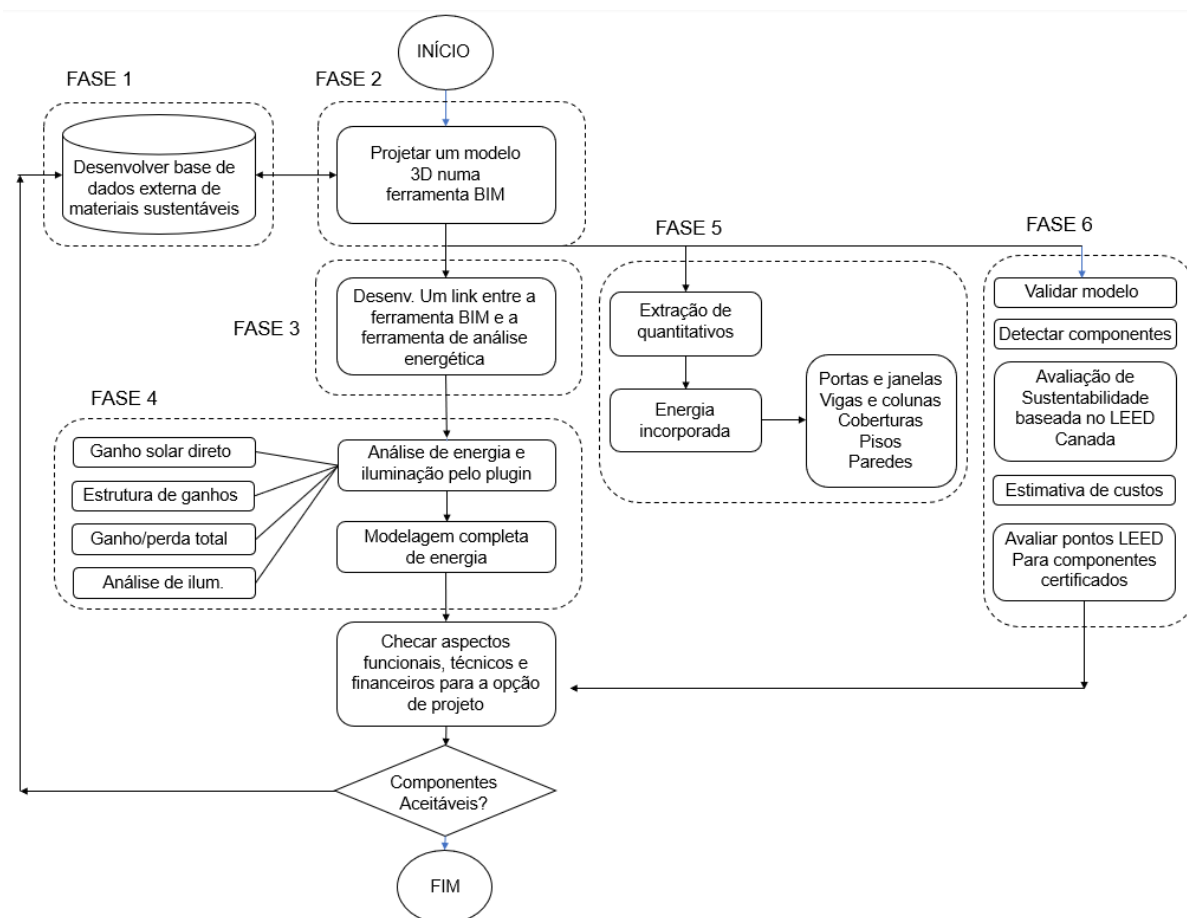 INÍCIO
FASE 1
FASE 2
Desenvolver base de
dados externa de
materiais sustentáveis
Projetar um modelo
3D numa
ferramenta BIM
FASE 3
Desenv. Um link entre a
ferramenta BIM e a
ferramenta de análise
energética
FASE 4
Ganho solar direto
Estrutura de ganhos
Ganho/perda total
Análise de ilum.
Análise de energia e
iluminação pelo plugin
Modelagem completa
de energia
FASE 5
Extração de
quantitativos
Energia
incorporada
Portas e janelas
Vigas e colunas
Coberturas
Pisos
Paredes
FASE 6
Validar modelo
Detectar componentes
Avaliação de
Sustentabilidade
baseada no LEED
Canada
Estimativa de custos
Avaliar pontos LEED
Para componentes
certificados
Checar aspectos
funcionais, técnicos e
financeiros para a opção
de projeto
Componentes
Aceitáveis?
FIM